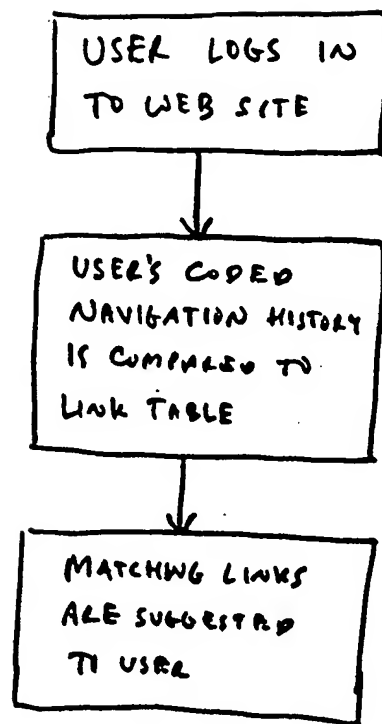 USER LOGS IN
TO WEB SITE
USER'S CODED
NAVIGATION HISTORY
IS COMPARED TO
LINK TABLE
MATCHING LINKS
ARE SUGGESTED
TO USER